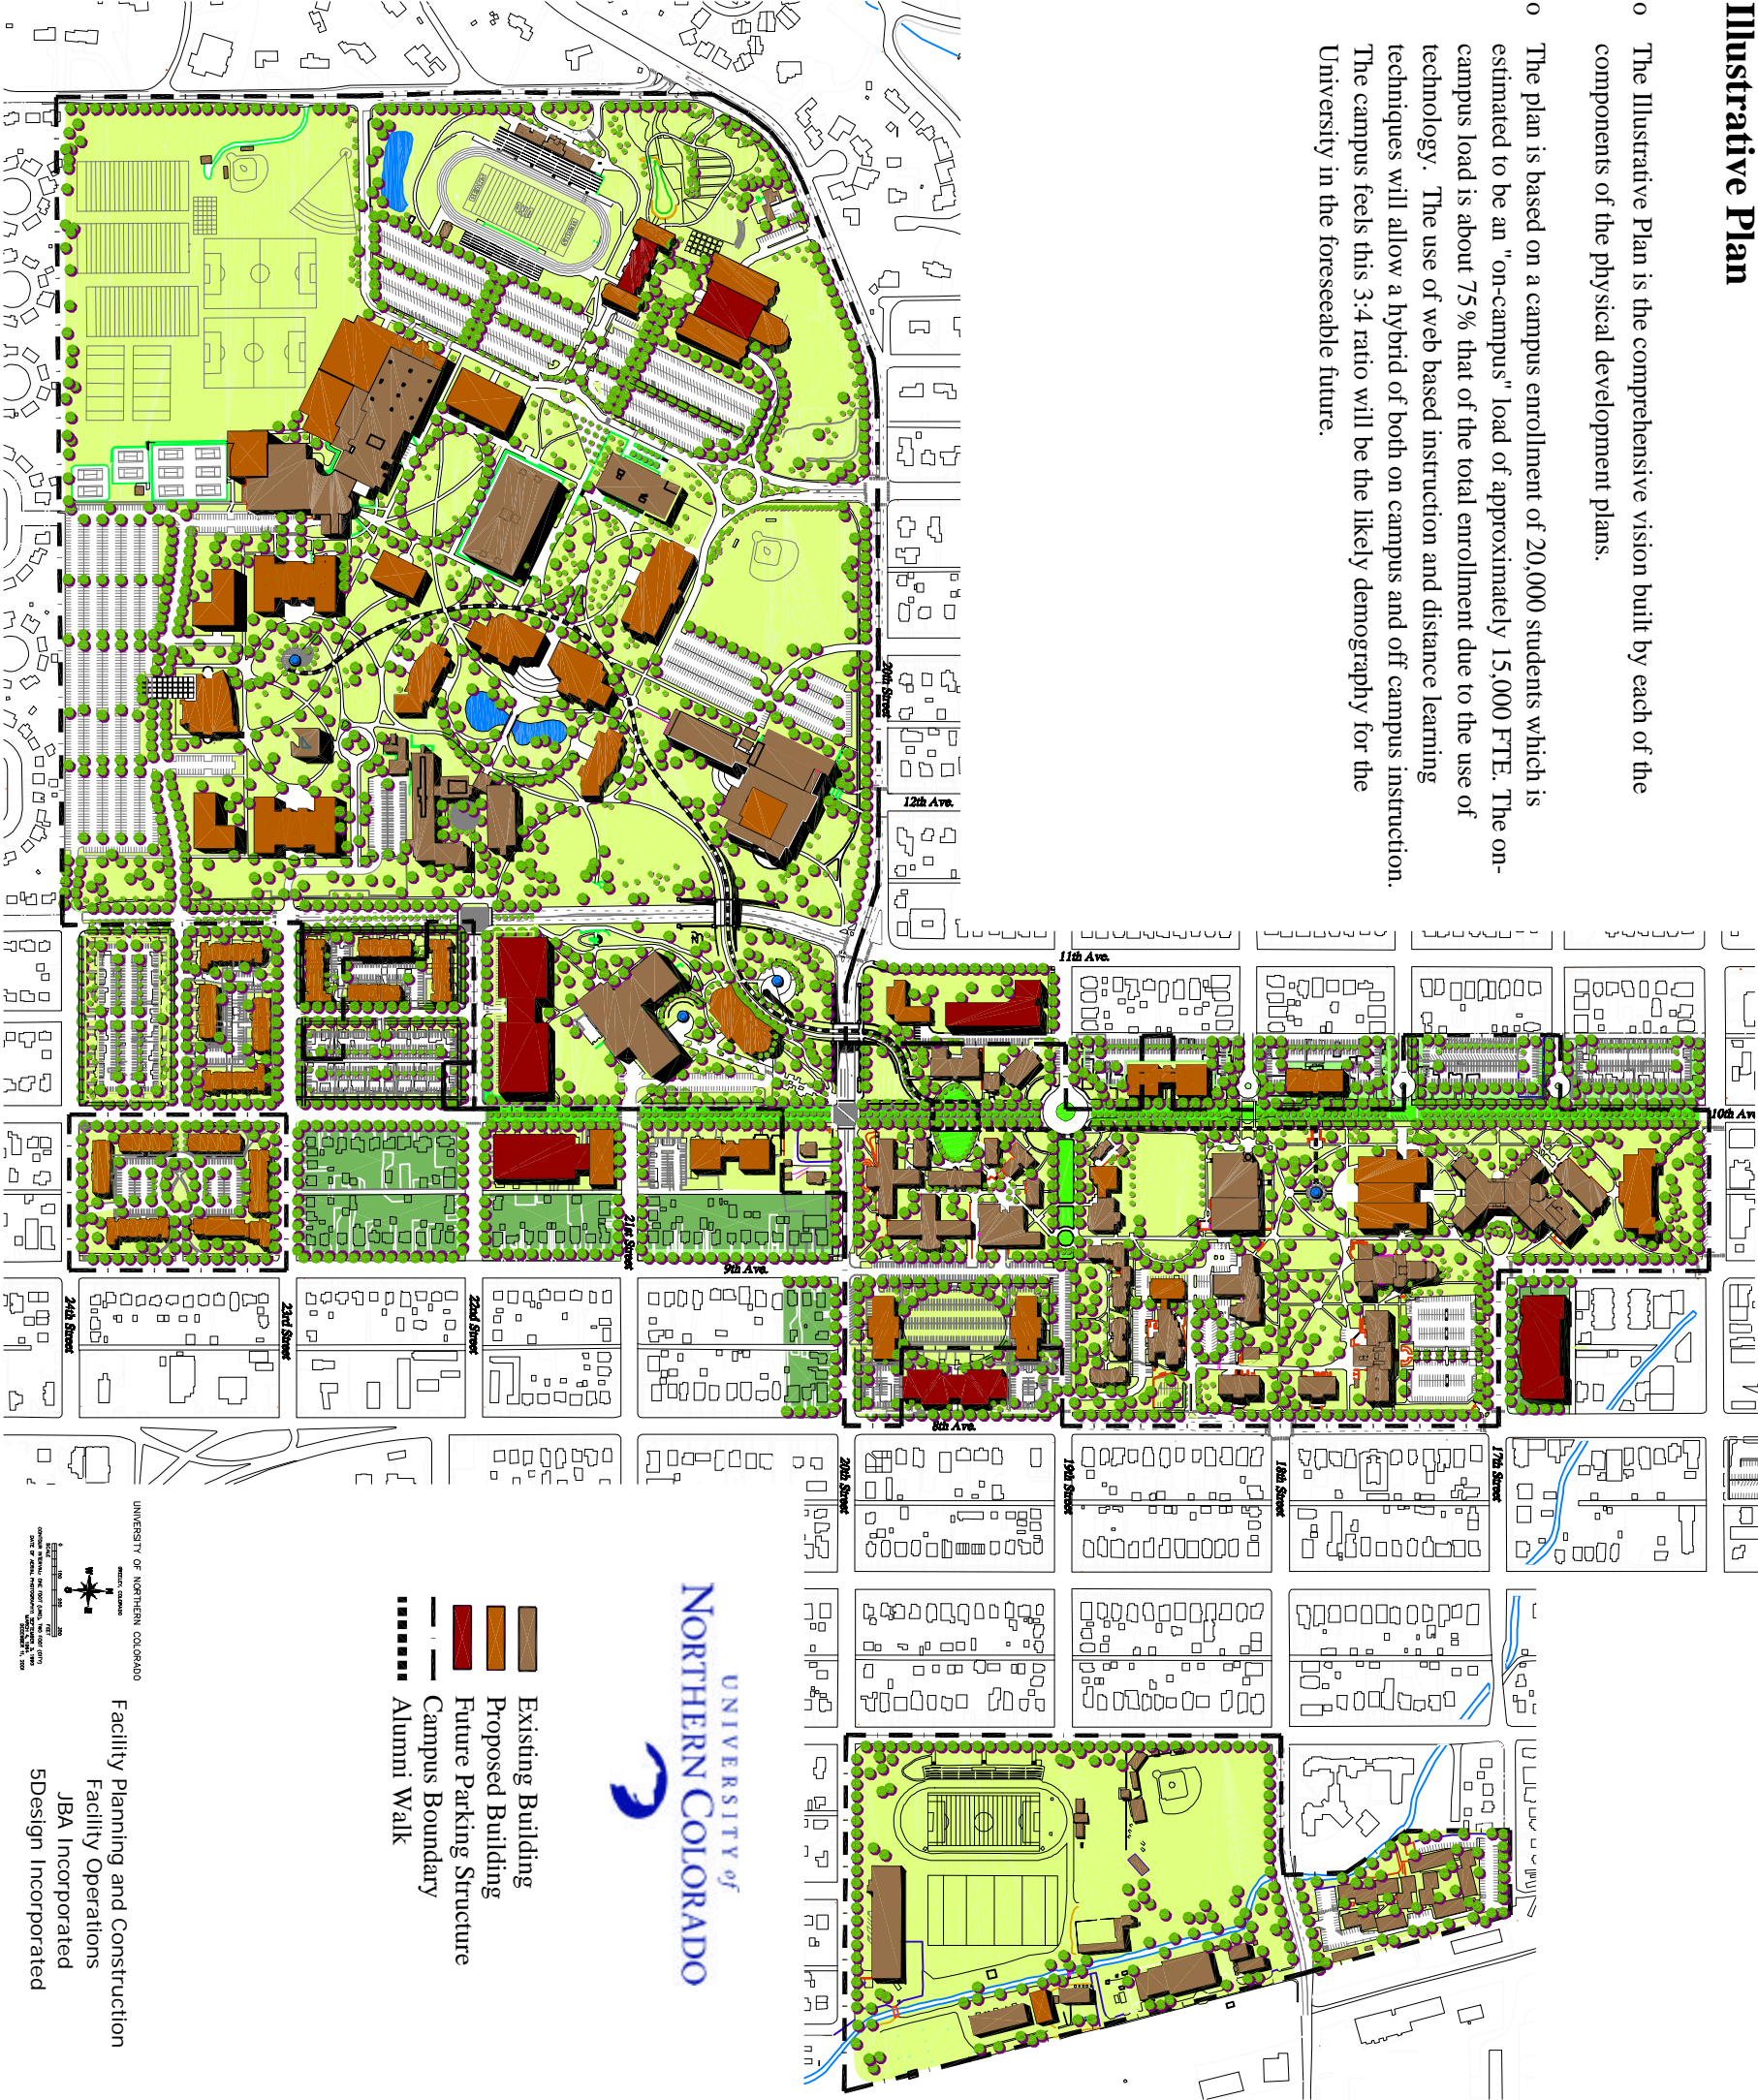 Illustrative Plan
o The Illustrative Plan is the comprehensive vision built by each of the
components of the physical development plans.
o The plan is based on a campus enrollment of 20,000 students which is
estimated to be an "on-campus" load of approximately 15,000 FTE. The on-
campus load is about 75% that of the total enrollment due to the use of
technology. The use of web based instruction and distance learning
techniques will allow a hybrid of both on campus and off campus instruction.
The campus feels this 3:4 ratio will be the likely demography for the
University in the foreseeable future.
20th Street
12th Ave.
11th Ave.
10th Ave
21st Street
9th Ave.
24th Street
23rd Street
22nd Street
8th Ave.
20th Street
19th Street
18th Street
17th Street
UNIVERSITY of
NORTHERN COLORADO
Existing Building
Proposed Building
Future Parking Structure
Campus Boundary
Alumni Walk
UNIVERSITY OF NORTHERN COLORADO
GREELEY, COLORADO
N
W
S
SCALE
FEET
Facility Planning and Construction
Facility Operations
JBA Incorporated
5Design Incorporated